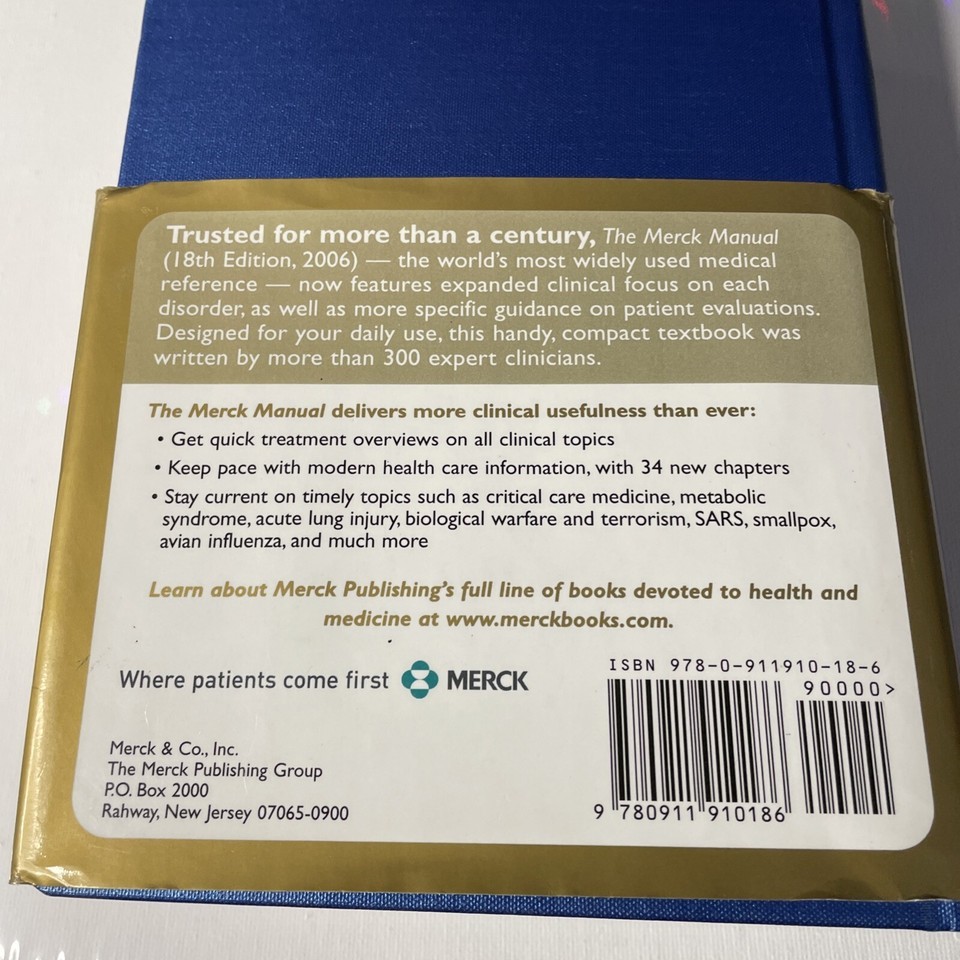 Trusted for more than a century, The Merck Manual
(18th Edition, 2006) — the world's most widely used medical
reference — now features expanded clinical focus on each
disorder, as well as more specific guidance on patient evaluations.
Designed for your daily use, this handy, compact textbook was
written by more than 300 expert clinicians.
The Merck Manual delivers more clinical usefulness than ever:
• Get quick treatment overviews on all clinical topics
• Keep pace with modern health care information, with 34 new chapters
• Stay current on timely topics such as critical care medicine, metabolic
syndrome, acute lung injury, biological warfare and terrorism, SARS, smallpox,
avian influenza, and much more
Learn about Merck Publishing's full line of books devoted to health and
medicine at www.merckbooks.com.
Where patients come first MERCK
Merck & Co., Inc.
The Merck Publishing Group
P.O. Box 2000
Rahway, New Jersey 07065-0900
ISBN 978-0-911910-18-6
90000>
9 780911 910186